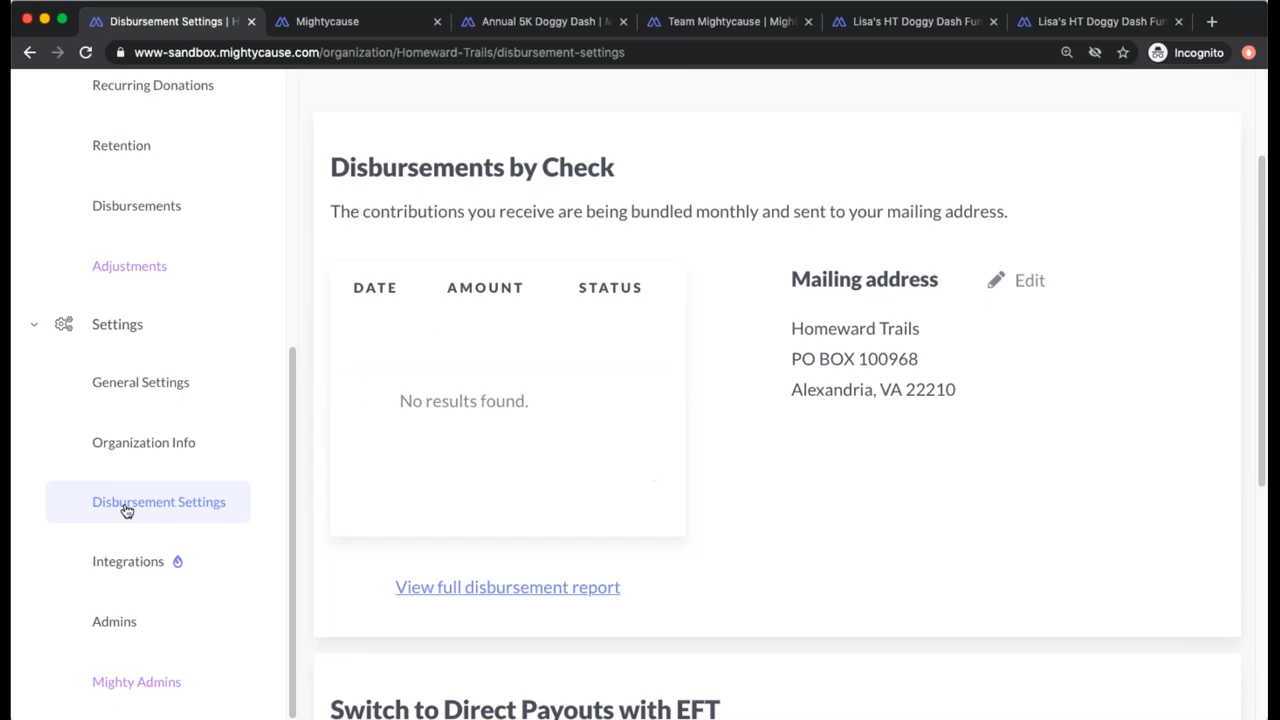 Disbursement Settings | H
Mightycause
Annual 5K Doggy Dash | M
Team Mightycause | Might
Lisa's HT Doggy Dash Fun
Lisa's HT Doggy Dash Fun
www-sandbox.mightycause.com/organization/Homeward-Trails/disbursement-settings
Incognito
Recurring Donations
Retention
Disbursements
Adjustments
Settings
General Settings
Organization Info
Disbursement Settings
Integrations
Admins
Mighty Admins
Disbursements by Check
The contributions you receive are being bundled monthly and sent to your mailing address.
DATE AMOUNT STATUS
No results found.
View full disbursement report
Mailing address Edit
Homeward Trails
PO BOX 100968
Alexandria, VA 22210
Switch to Direct Payouts with EFT